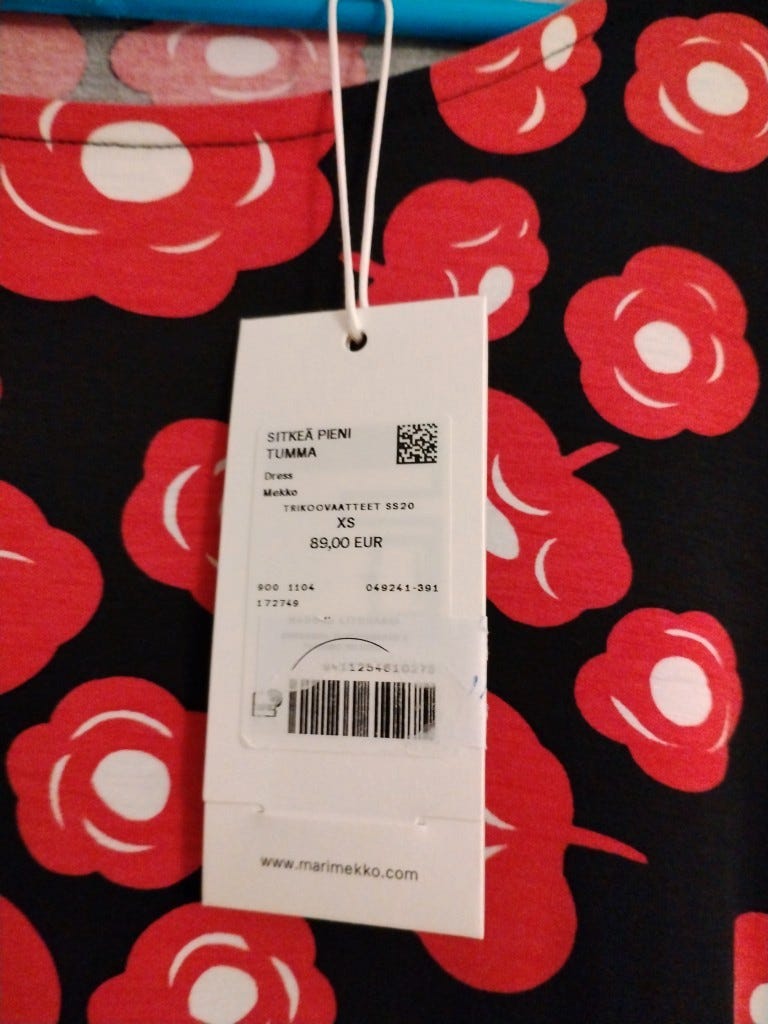 SITKEÄ PIENI
TUMMA
Dress
Mekko
TRIKOOVAATTEET SS20
XS
89,00 EUR
900 1104 049241-391
172749
www.marimekko.com